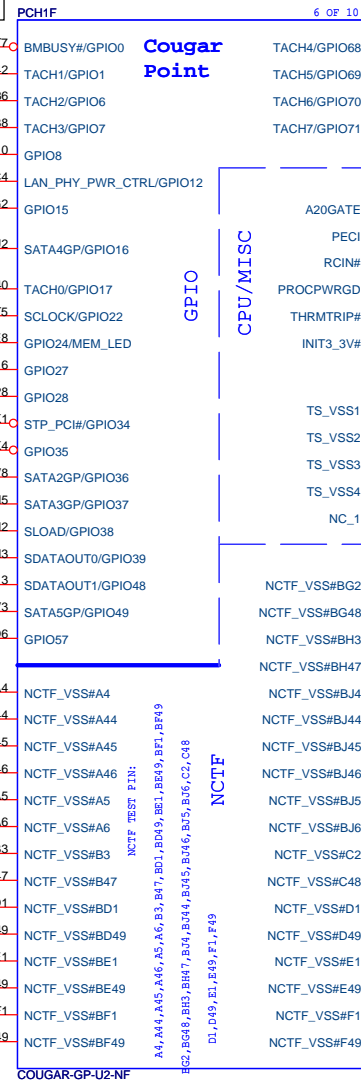 PCH1F
6 OF 10
Cougar
Point
BMBUSY#/GPIO0
TACH1/GPIO1
TACH2/GPIO6
TACH3/GPIO7
GPIO8
LAN_PHY_PWR_CTRL/GPIO12
GPIO15
SATA4GP/GPIO16
TACH0/GPIO17
SCLOCK/GPIO22
GPIO24/MEM_LED
GPIO27
GPIO28
STP_PCI#/GPIO34
GPIO35
SATA2GP/GPIO36
SATA3GP/GPIO37
SLOAD/GPIO38
SDATAOUT0/GPIO39
SDATAOUT1/GPIO48
SATA5GP/GPIO49
GPIO57
GPIO
CPU/MISC
TACH4/GPIO68
TACH5/GPIO69
TACH6/GPIO70
TACH7/GPIO71
A20GATE
PECI
RCIN#
PROCPWRGD
THRMTRIP#
INIT3_3V#
TS_VSS1
TS_VSS2
TS_VSS3
TS_VSS4
NC_1
NCTF_VSS#A4
NCTF_VSS#A44
NCTF_VSS#A45
NCTF_VSS#A46
NCTF_VSS#A5
NCTF_VSS#A6
NCTF_VSS#B3
NCTF_VSS#B47
NCTF_VSS#BD1
NCTF_VSS#BD49
NCTF_VSS#BE1
NCTF_VSS#BE49
NCTF_VSS#BF1
NCTF_VSS#BF49
NCTF TEST PIN:
A4,A44,A45,A46,A5,A6,B3,B47,BD1,BD49,BE1,BE49,BF1,BF49
BG2,BG48,BH3,BH47,BJ4,BJ44,BJ45,BJ46,BJ5,BJ6,C2,C48
D1,D49,E1,E49,F1,F49
NCTF
NCTF_VSS#BG2
NCTF_VSS#BG48
NCTF_VSS#BH3
NCTF_VSS#BH47
NCTF_VSS#BJ4
NCTF_VSS#BJ44
NCTF_VSS#BJ45
NCTF_VSS#BJ46
NCTF_VSS#BJ5
NCTF_VSS#BJ6
NCTF_VSS#C2
NCTF_VSS#C48
NCTF_VSS#D1
NCTF_VSS#D49
NCTF_VSS#E1
NCTF_VSS#E49
NCTF_VSS#F1
NCTF_VSS#F49
COUGAR-GP-U2-NF